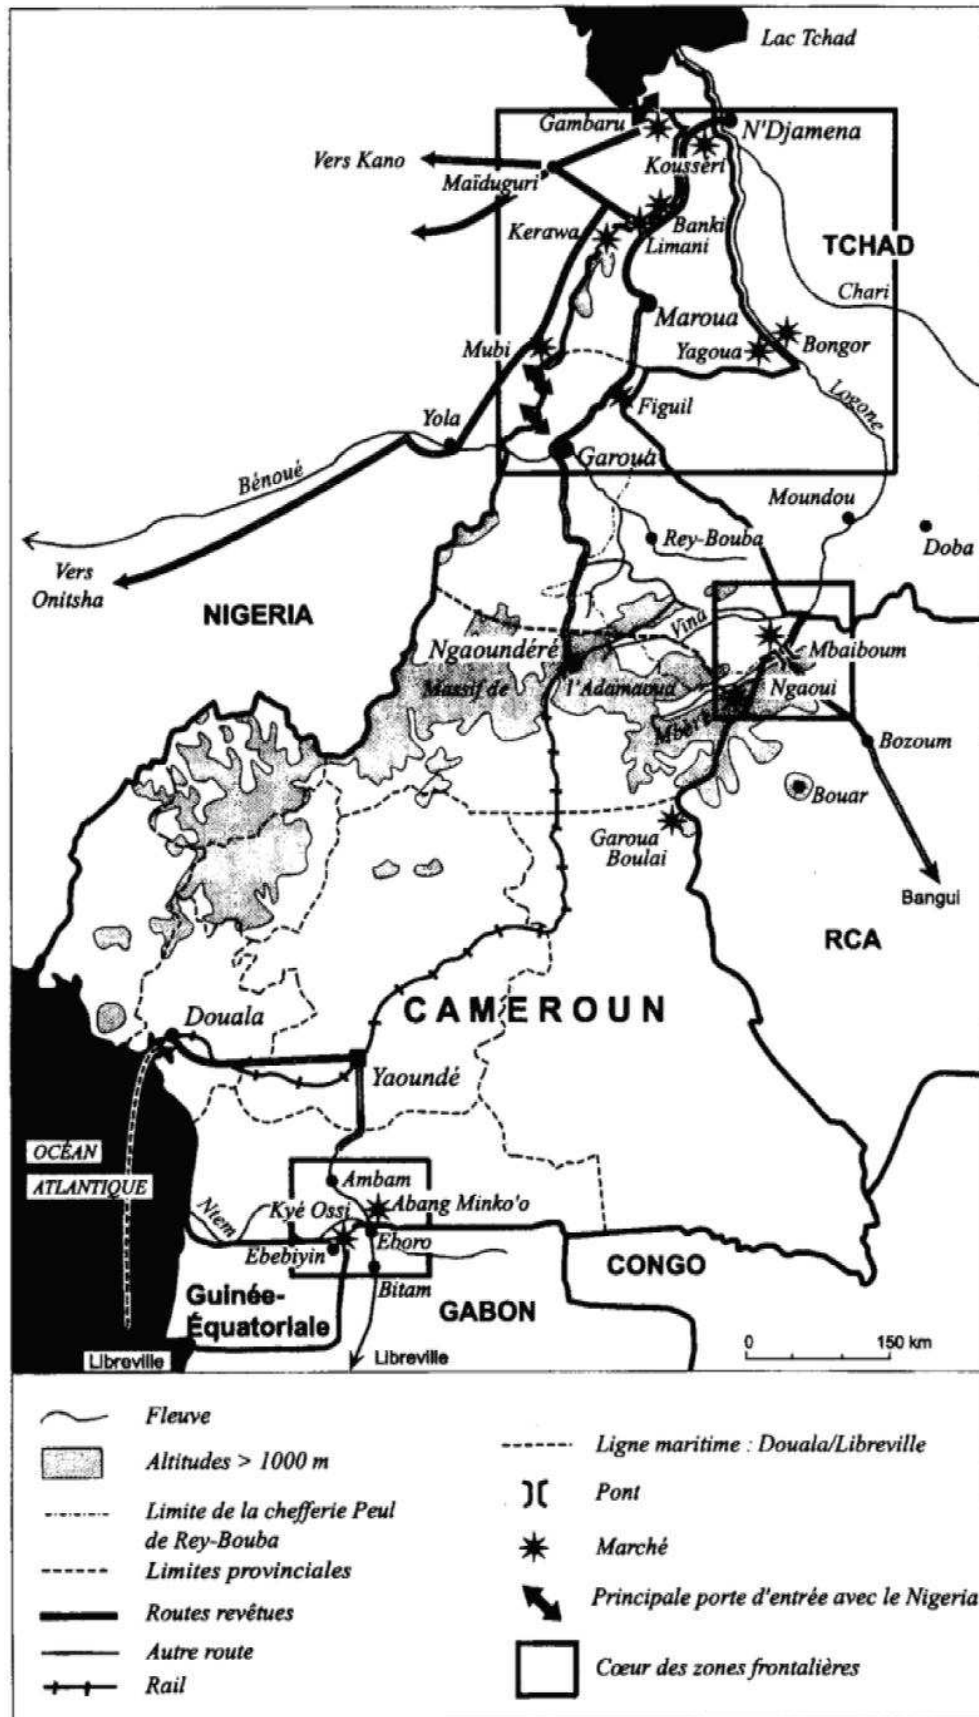 Lac Tchad
Gambaru
N'Djamena
Vers Kano
Kousséri
Maïduguri
Banki
Kerawa
Limani
TCHAD
Chari
Maroua
Mubi
Yagoua
Bongor
Figuil
Logone
Yola
Garoua
Bénoué
Moundou
Rey-Bouba
Doba
Vers
Onitsha
NIGERIA
Vina
Ngaoundéré
Mbaiboum
Massif de
l'Adamaoua
Ngaoui
Mbéré
Bozoum
Bouar
Garoua
Boulai
Bangui
RCA
CAMEROUN
Douala
Yaoundé
OCÉAN
ATLANTIQUE
Ambam
Ntem
Kyé Ossi
Abang Minko'o
Ebebiyin
Eboro
CONGO
Bitam
Guinée-
Équatoriale
GABON
0 150 km
Libreville
Libreville
Fleuve
Altitudes > 1000 m
Limite de la chefferie Peul
de Rey-Bouba
Limites provinciales
Routes revêtues
Autre route
Rail
Ligne maritime : Douala/Libreville
Pont
Marché
Principale porte d'entrée avec le Nigeria
Cœur des zones frontalières